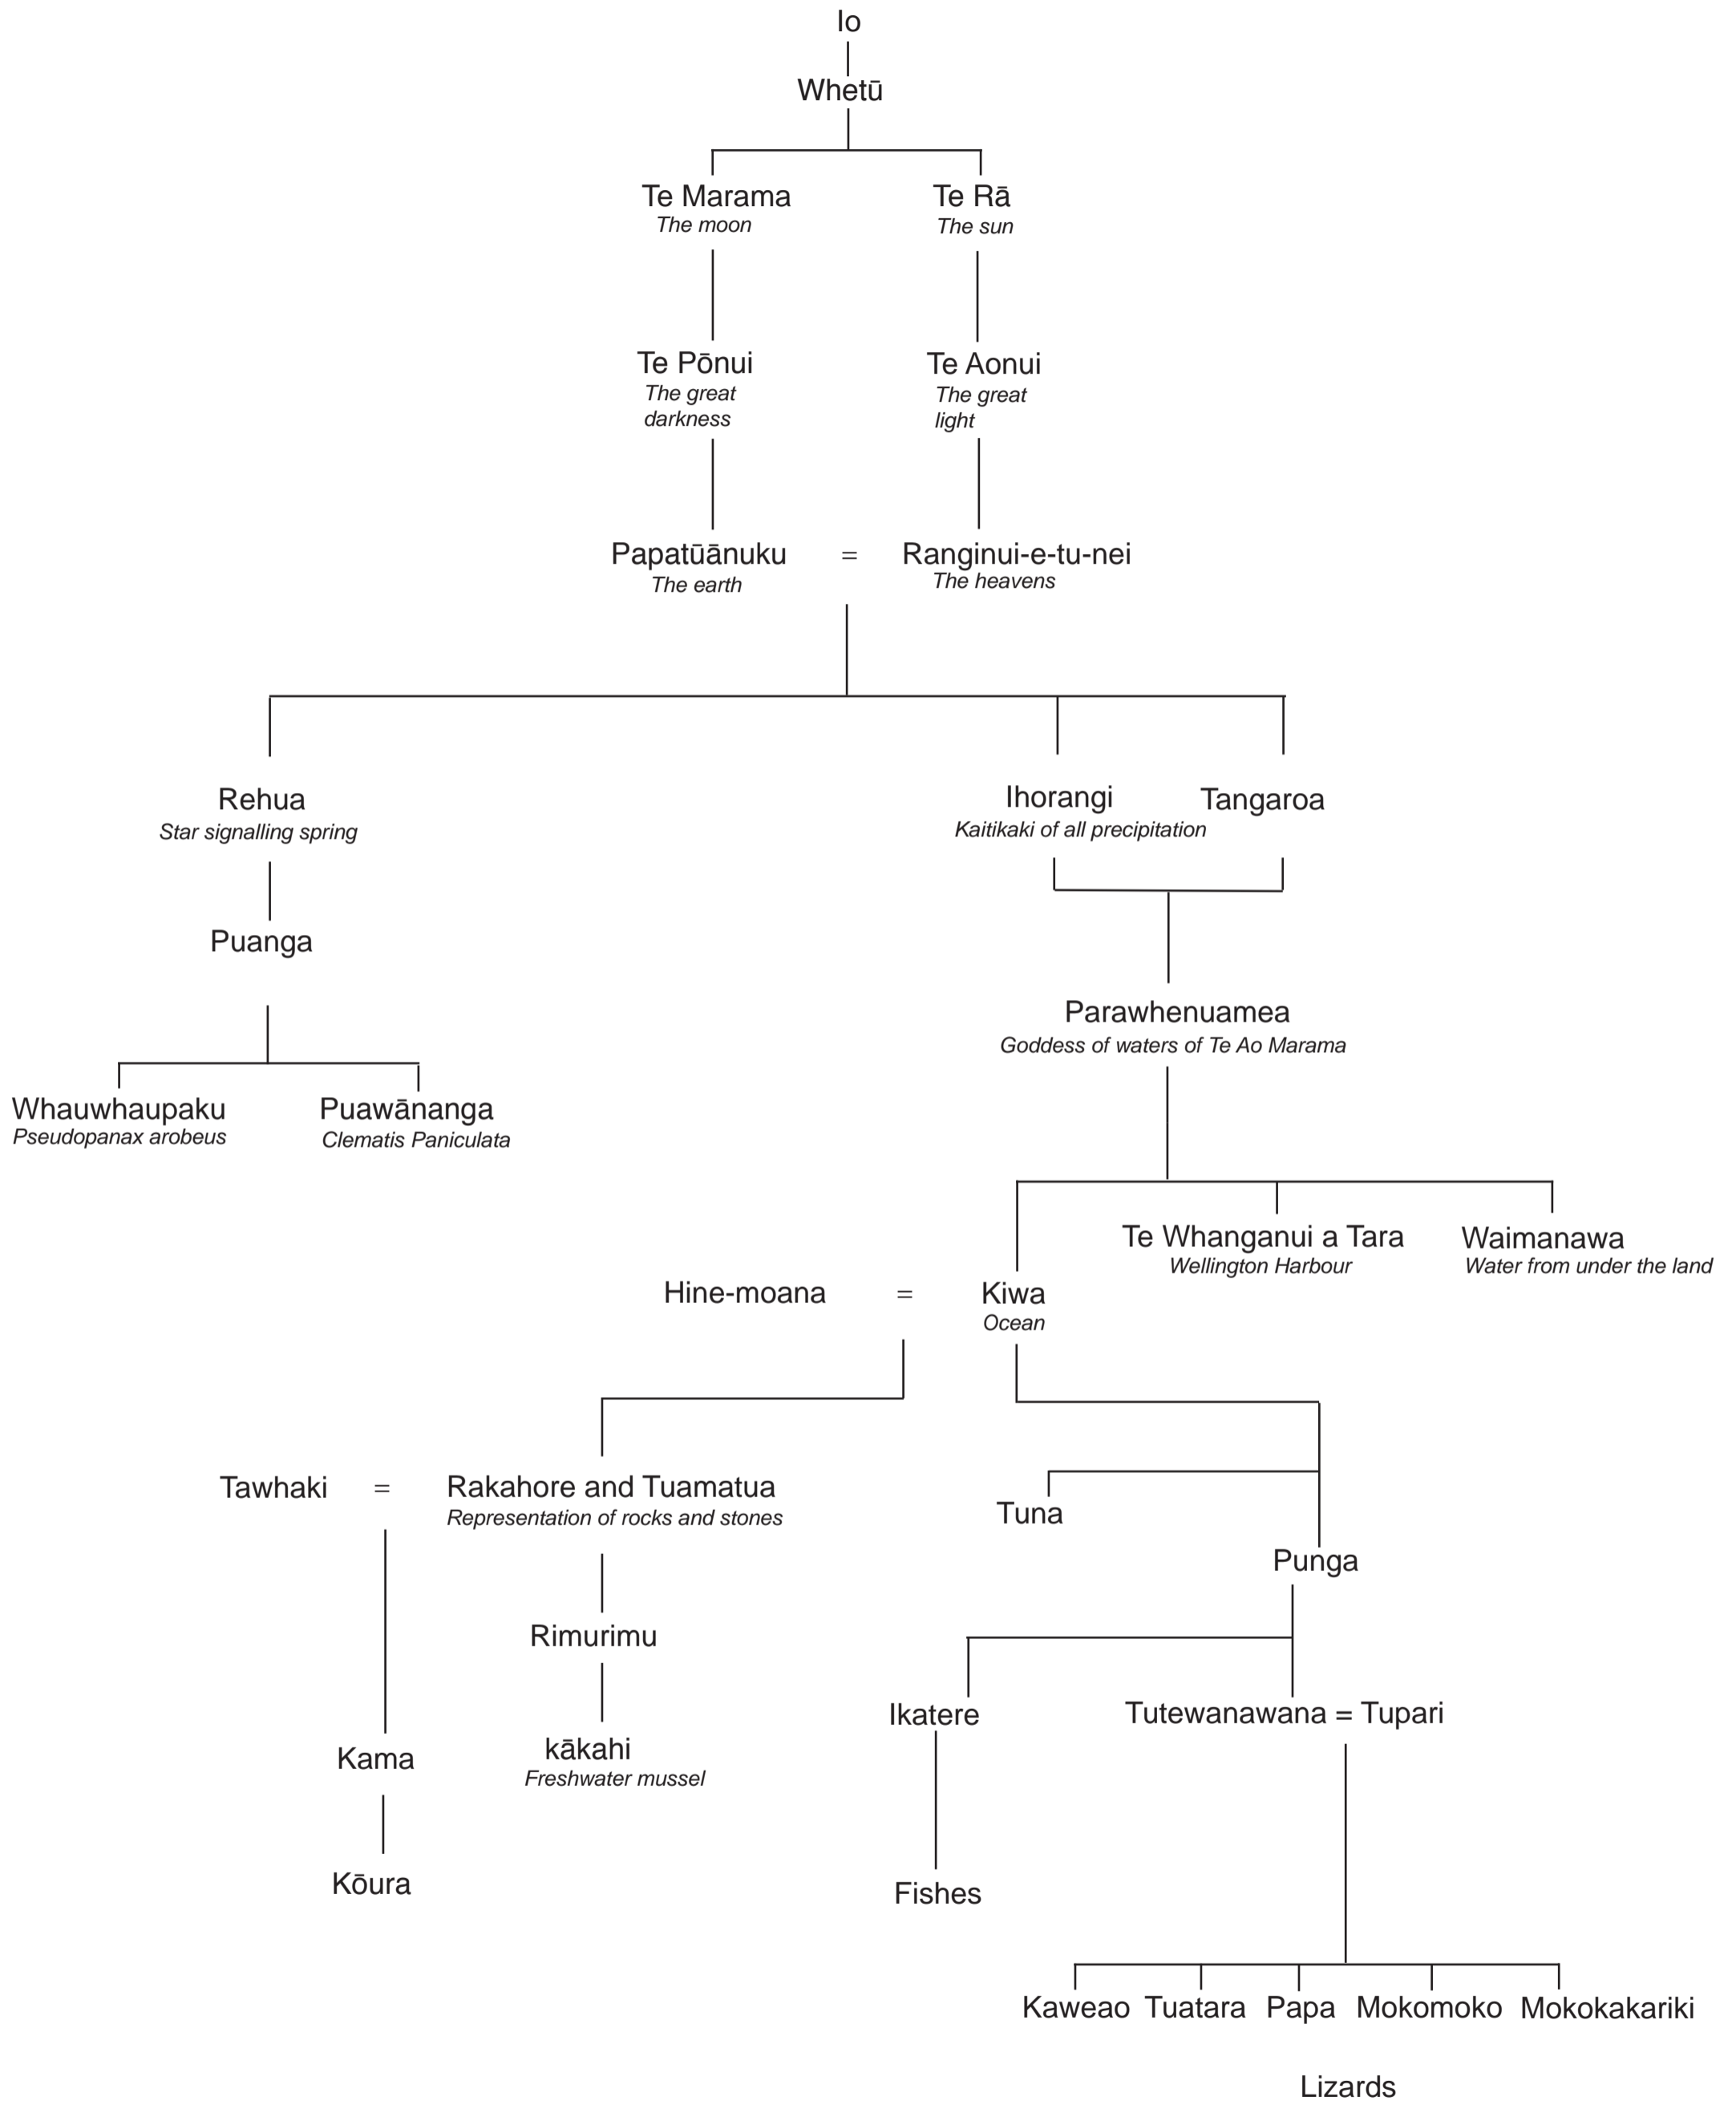 Io
Whetū
Te Marama
The moon
Te Rā
The sun
Te Pōnui
The great
darkness
Te Aonui
The great
light
Papatūānuku
The earth
=
Ranginui-e-tu-nei
The heavens
Rehua
Star signalling spring
Ihorangi
Kaitikaki of all precipitation
Tangaroa
Puanga
Parawhenuamea
Goddess of waters of Te Ao Marama
Whauwhaupaku
Pseudopanax arobeus
Puawānanga
Clematis Paniculata
Te Whanganui a Tara
Wellington Harbour
Waimanawa
Water from under the land
Hine-moana
=
Kiwa
Ocean
Tawhaki
=
Rakahore and Tuamatua
Representation of rocks and stones
Tuna
Punga
Rimurimu
Ikatere
Tutewanawana = Tupari
Kama
kākahi
Freshwater mussel
Kōura
Fishes
Kaweao Tuatara Papa Mokomoko Mokokakariki
Lizards